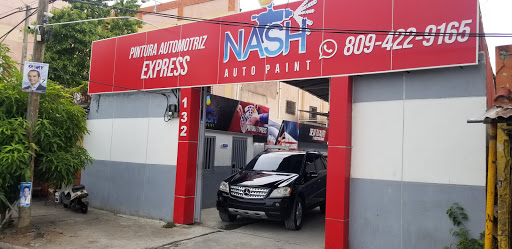 PINTURA AUTOMOTRIZ
EXPRESS
NASH
AUTO PAINT
809-422-9165
132